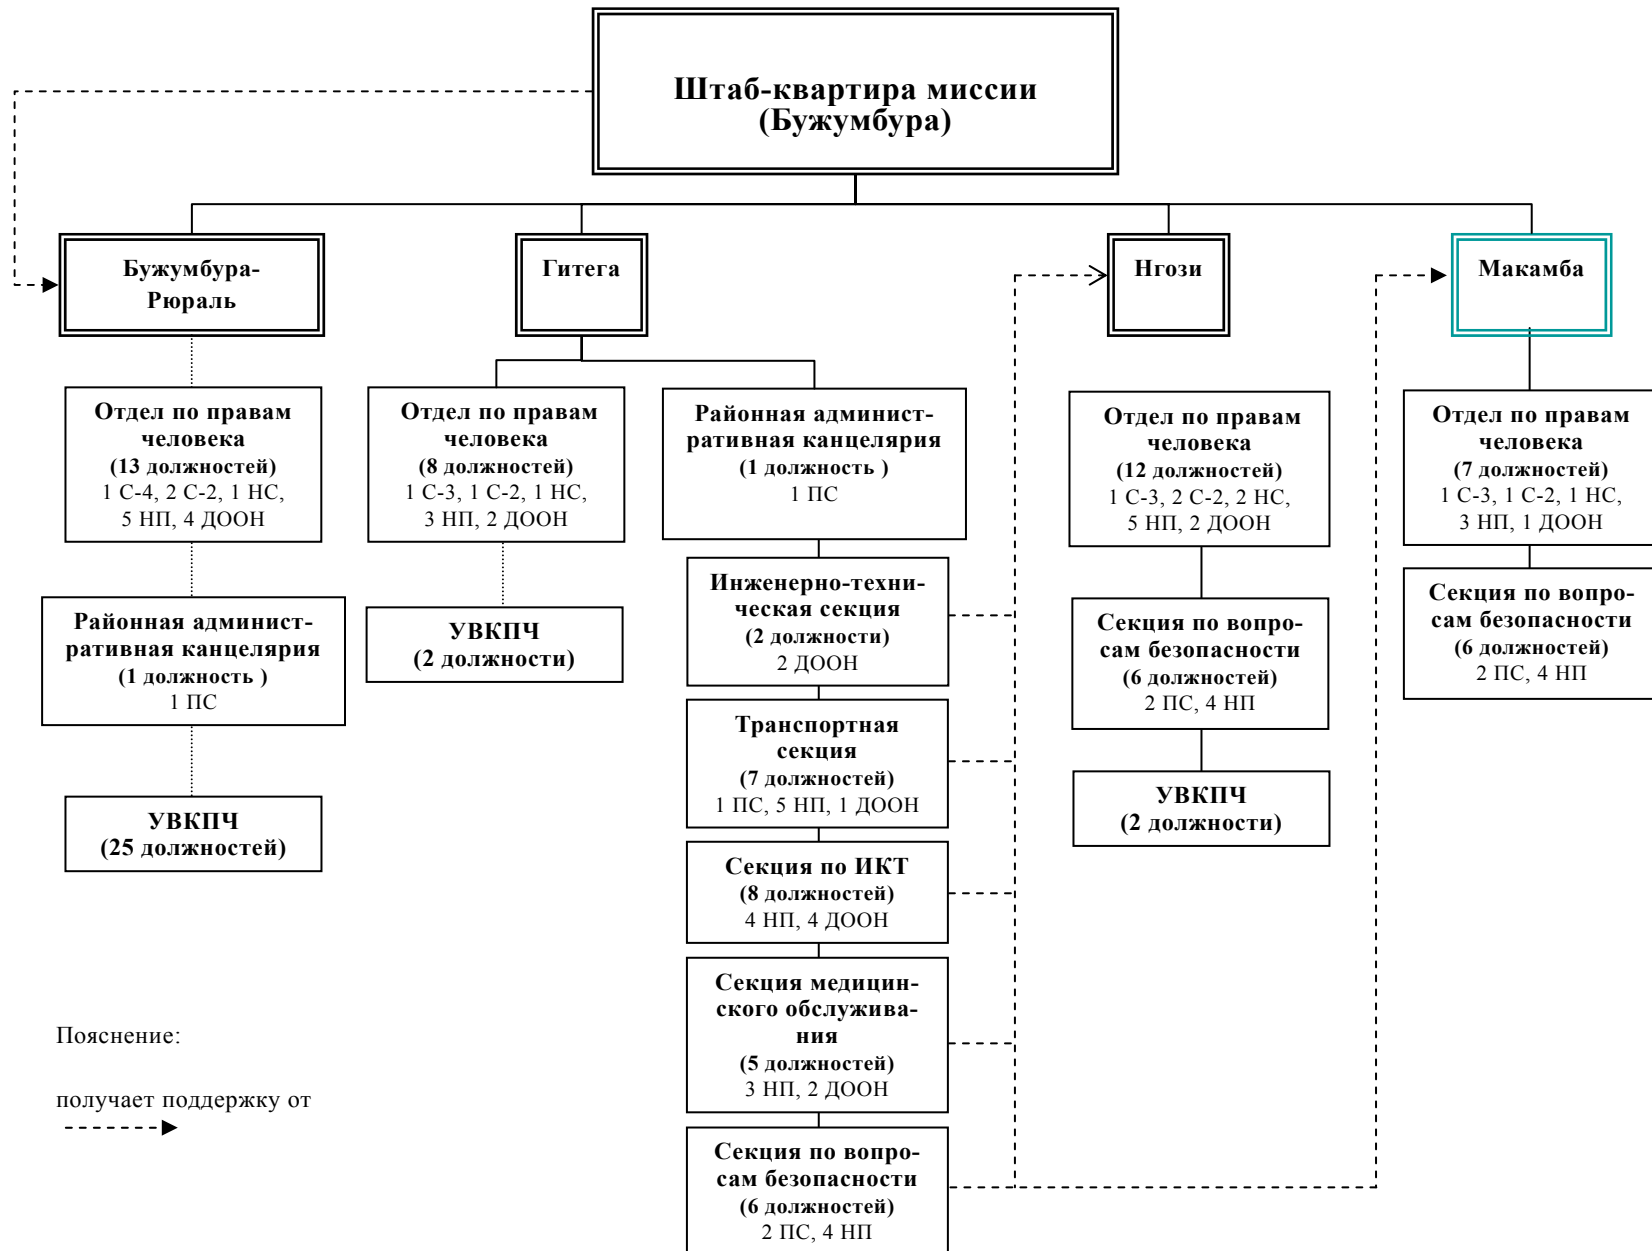 Штаб-квартира миссии
(Бужумбура)
Бужумбура-
Рюраль
Гитега
Нгози
Макамба
Отдел по правам
человека
(13 должностей)
1 С-4, 2 С-2, 1 НС,
5 НП, 4 ДООН
Районная админист-
ративная канцелярия
(1 должность )
1 ПС
УВКПЧ
(25 должностей)
Отдел по правам
человека
(8 должностей)
1 С-3, 1 С-2, 1 НС,
3 НП, 2 ДООН
УВКПЧ
(2 должности)
Районная админист-
ративная канцелярия
(1 должность )
1 ПС
Инженерно-техни-
ческая секция
(2 должности)
2 ДООН
Транспортная
секция
(7 должностей)
1 ПС, 5 НП, 1 ДООН
Секция по ИКТ
(8 должностей)
4 НП, 4 ДООН
Секция медицин-
ского обслужива-
ния
(5 должностей)
3 НП, 2 ДООН
Секция по вопро-
сам безопасности
(6 должностей)
2 ПС, 4 НП
Отдел по правам
человека
(12 должностей)
1 С-3, 2 С-2, 2 НС,
5 НП, 2 ДООН
Секция по вопро-
сам безопасности
(6 должностей)
2 ПС, 4 НП
УВКПЧ
(2 должности)
Отдел по правам
человека
(7 должностей)
1 С-3, 1 С-2, 1 НС,
3 НП, 1 ДООН
Секция по вопро-
сам безопасности
(6 должностей)
2 ПС, 4 НП
Пояснение:
получает поддержку от